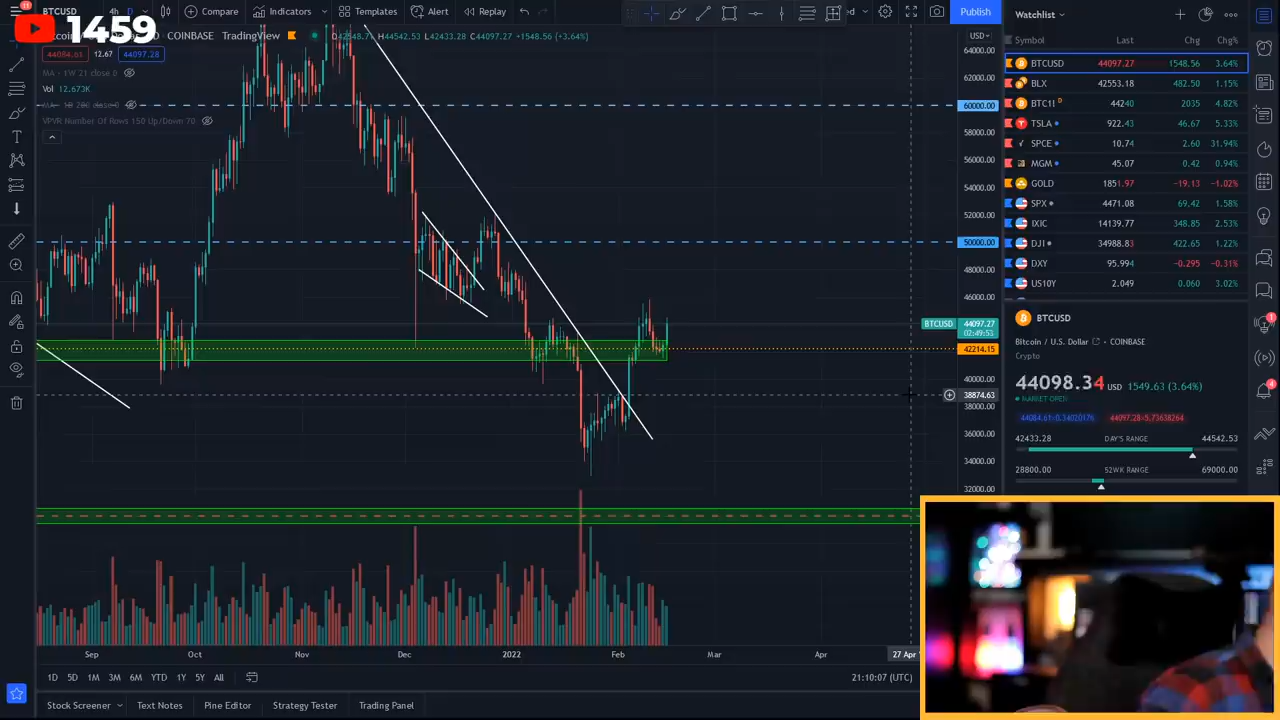 11
BTCUSD 4h D Compare Indicators Templates Alert Replay Publish
1459
COINBASE TradingView H44542.53 L42433.28 C44097.27 +1548.56 (+3.64%)
44084.61 12.67 44097.28
MA 1W 21 close 0
Vol 12.673K
MA 1D 200 close 0
VPVR Number Of Rows 150 Up/Down 70
USD
64000.00
62000.00
60000.00
58000.00
56000.00
54000.00
52000.00
50000.00
48000.00
46000.00
BTCUSD 44097.27
02:49:53
42214.15
40000.00
38874.63
38000.00
36000.00
34000.00
32000.00
Sep Oct Nov Dec 2022 Feb Mar Apr 27 Apr
1D 5D 1M 3M 6M YTD 1Y 5Y All
21:10:07 (UTC)
Stock Screener Text Notes Pine Editor Strategy Tester Trading Panel
Watchlist
Symbol Last Chg Chg%
BTCUSD 44097.27 1548.56 3.64%
BLX 42553.18 482.50 1.15%
BTC1! D 44240 2035 4.82%
TSLA 922.43 46.67 5.33%
SPCE 10.74 2.60 31.94%
MGM 45.07 0.42 0.94%
GOLD 1851.97 −19.13 −1.02%
SPX 4471.08 69.42 1.58%
IXIC 14139.77 348.85 2.53%
DJI 34988.83 422.65 1.22%
DXY 95.994 −0.295 −0.31%
US10Y 2.049 0.060 3.02%
BTCUSD
Bitcoin / U.S. Dollar COINBASE
Crypto
44098.34 USD 1549.63 (3.64%)
MARKET OPEN
44084.61×0.34020176 44097.28×5.73638264
42433.28 DAY'S RANGE 44542.53
28800.00 52WK RANGE 69000.00
1
4